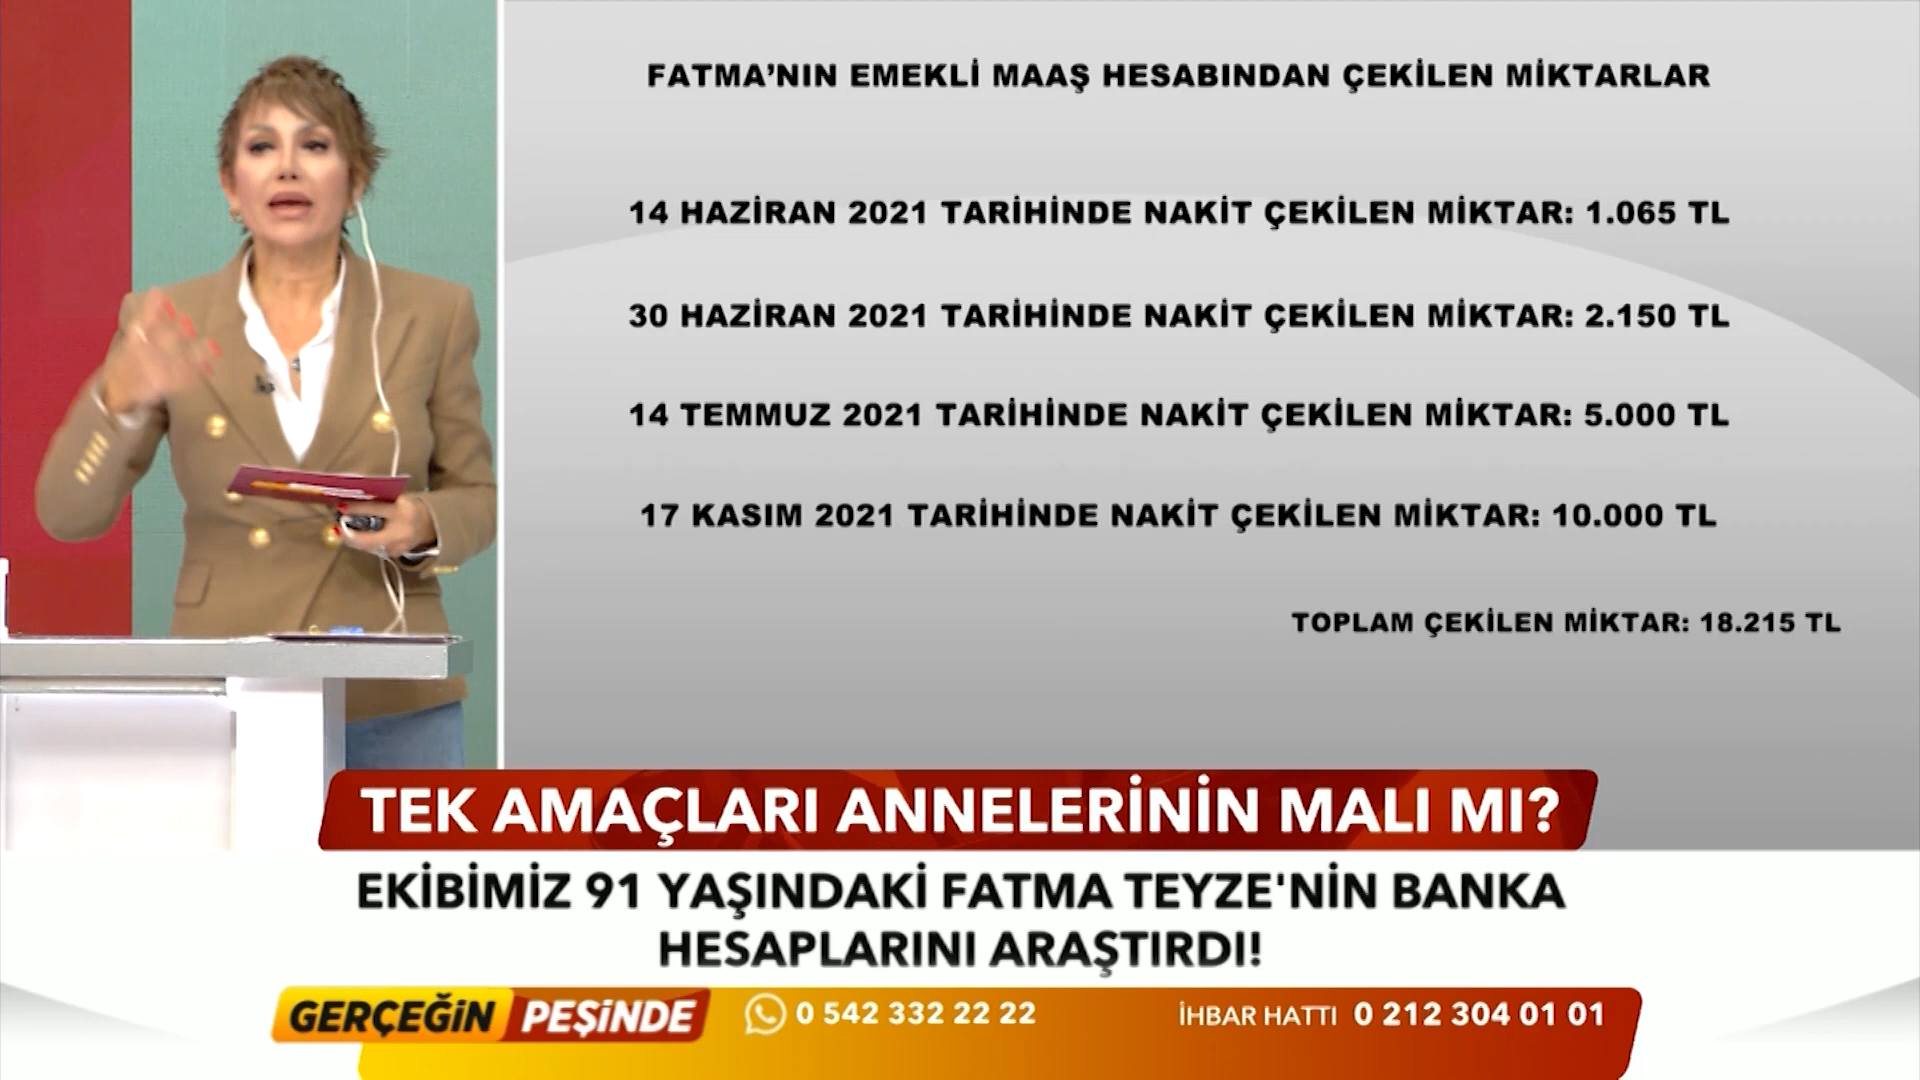 FATMA’NIN EMEKLİ MAAŞ HESABINDAN ÇEKİLEN MİKTARLAR
14 HAZİRAN 2021 TARİHİNDE NAKİT ÇEKİLEN MİKTAR: 1.065 TL
30 HAZİRAN 2021 TARİHİNDE NAKİT ÇEKİLEN MİKTAR: 2.150 TL
14 TEMMUZ 2021 TARİHİNDE NAKİT ÇEKİLEN MİKTAR: 5.000 TL
17 KASIM 2021 TARİHİNDE NAKİT ÇEKİLEN MİKTAR: 10.000 TL
TOPLAM ÇEKİLEN MİKTAR: 18.215 TL
TEK AMAÇLARI ANNELERİNİN MALI MI?
EKİBİMİZ 91 YAŞINDAKİ FATMA TEYZE'NİN BANKA
HESAPLARINI ARAŞTIRDI!
GERÇEĞİN PEŞİNDE 0 542 332 22 22 İHBAR HATTI 0 212 304 01 01